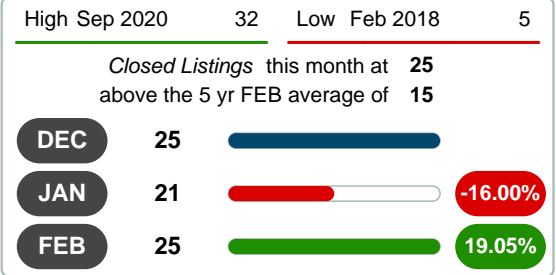 High Sep 2020 32 Low Feb 2018 5
Closed Listings this month at 25
above the 5 yr FEB average of 15
DEC 25
JAN 21 -16.00%
FEB 25 19.05%